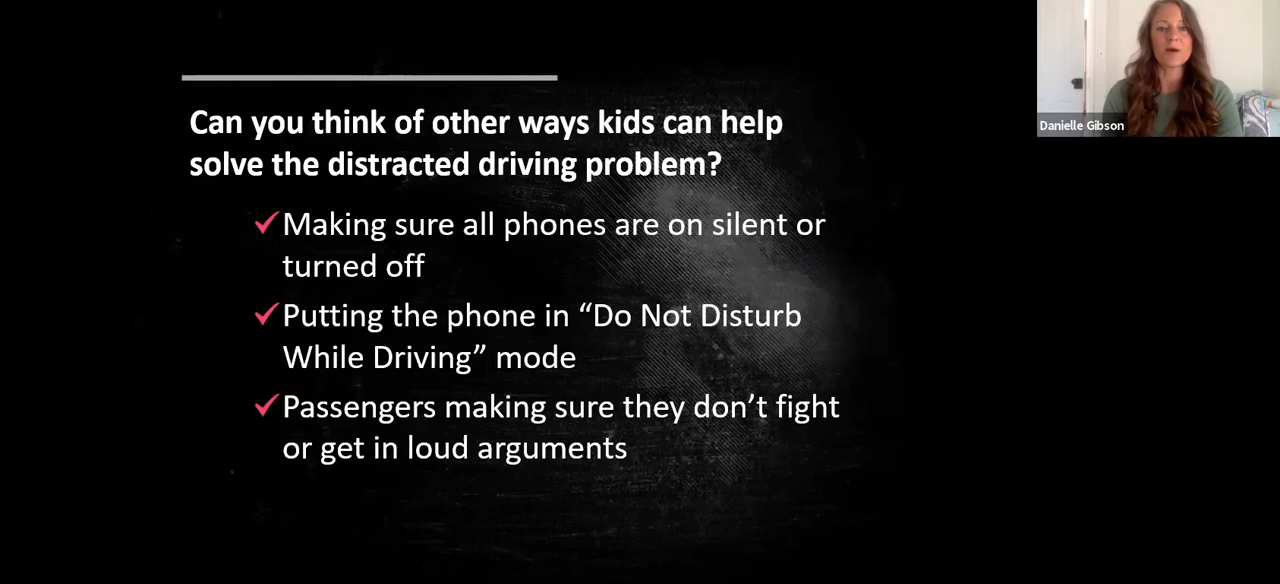 Can you think of other ways kids can help
solve the distracted driving problem?
✓Making sure all phones are on silent or
turned off
✓Putting the phone in “Do Not Disturb
While Driving” mode
✓Passengers making sure they don’t fight
or get in loud arguments
Danielle Gibson